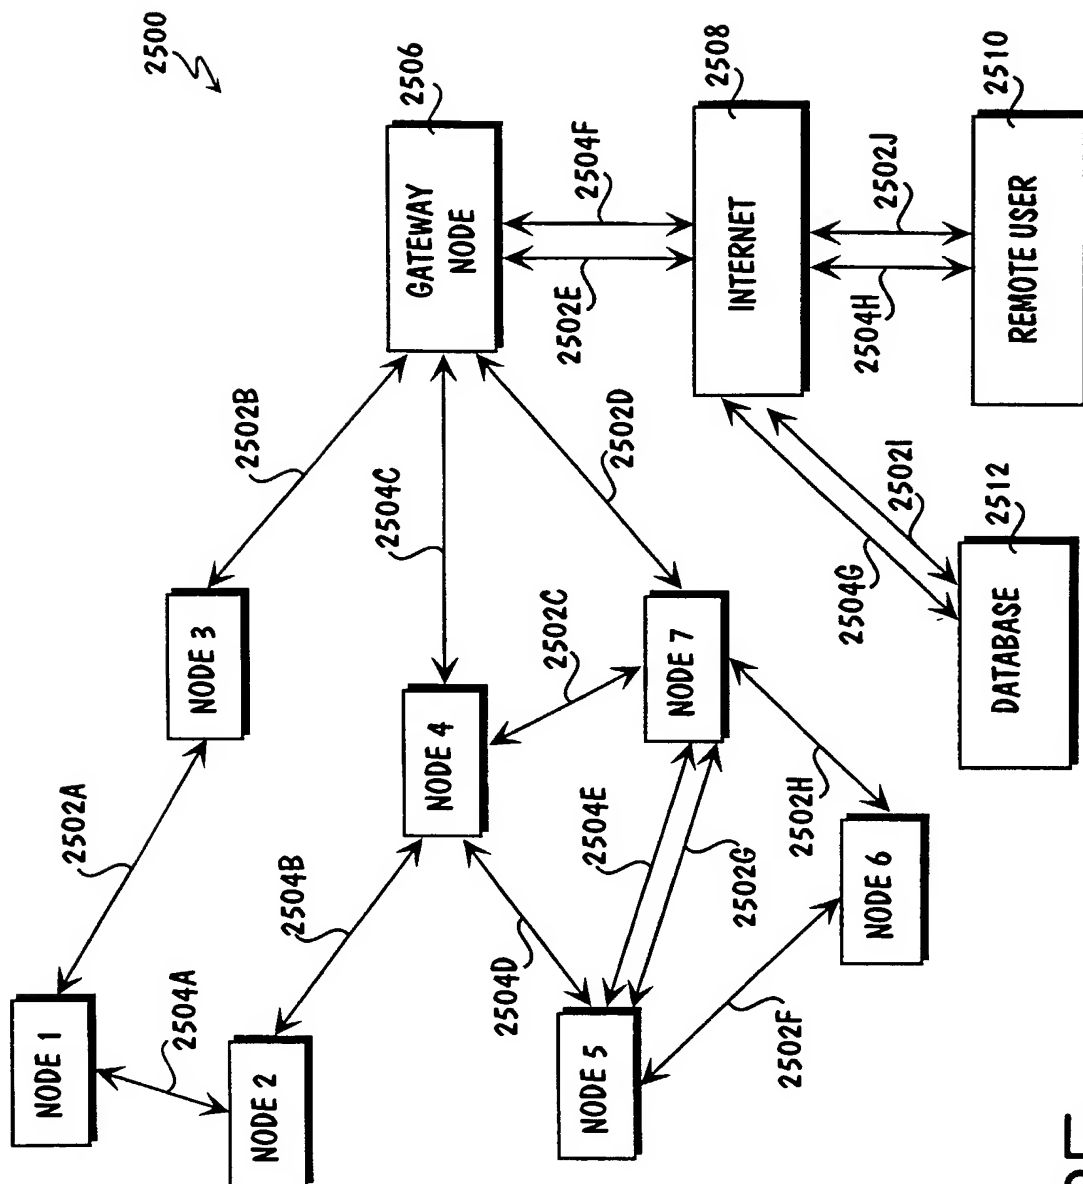 2500
NODE 1
2502A
2504A
NODE 3
2502B
NODE 2
2504B
2504C
2506
GATEWAY
NODE
NODE 4
2504D
2502C
2502E
2504F
NODE 5
2504E
2502D
NODE 7
2508
INTERNET
2502G
2502F
2502H
2504G
2504H
NODE 6
2502J
2502I
2512
2510
DATABASE
REMOTE USER